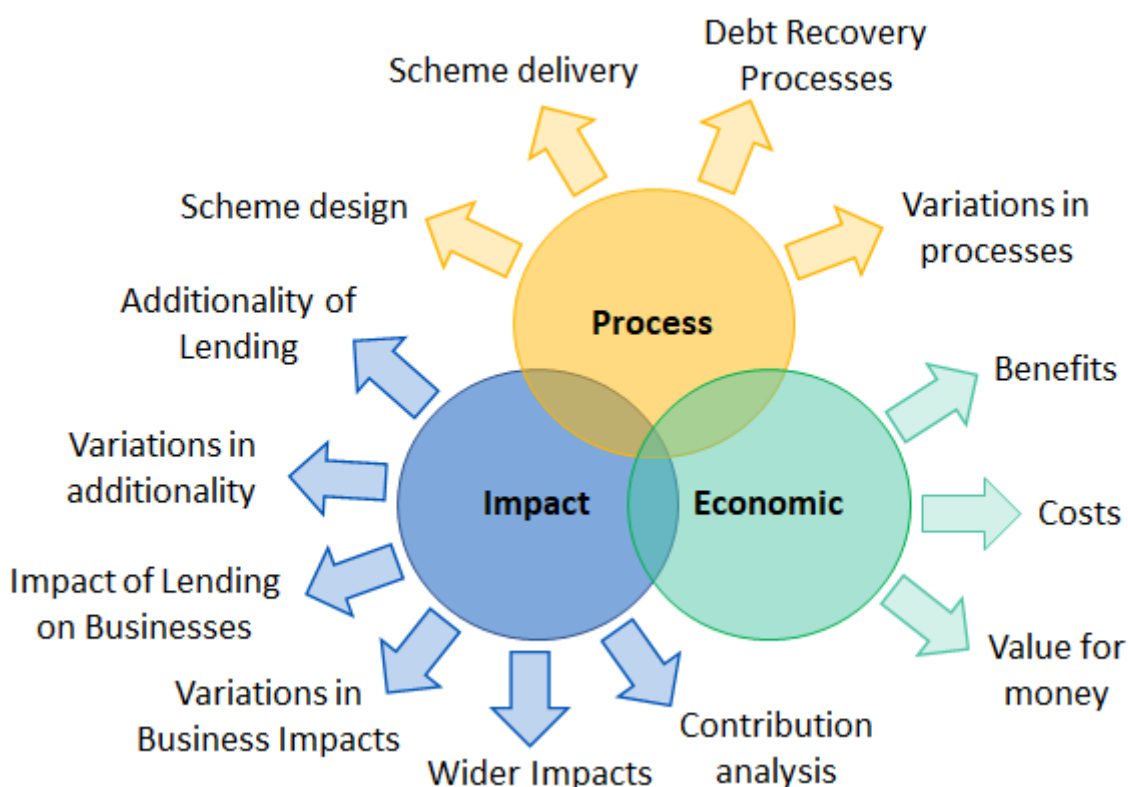 Debt Recovery
Processes
Scheme delivery
Scheme design
Variations in
processes
Process
Additionality of
Lending
Benefits
Variations in
additionality
Impact
Economic
Costs
Impact of Lending
on Businesses
Value for
money
Variations in
Business Impacts
Contribution
analysis
Wider Impacts